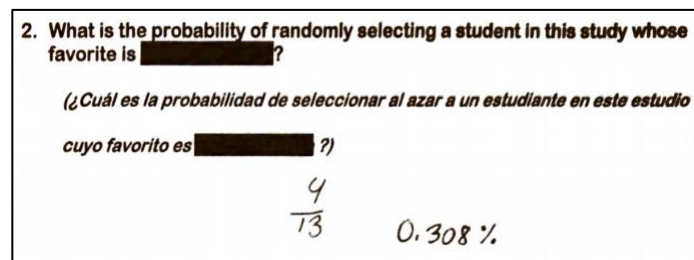 2. What is the probability of randomly selecting a student in this study whose
favorite is ?
(¿Cuál es la probabilidad de seleccionar al azar a un estudiante en este estudio
cuyo favorito es ?)
4
13
0.308 %